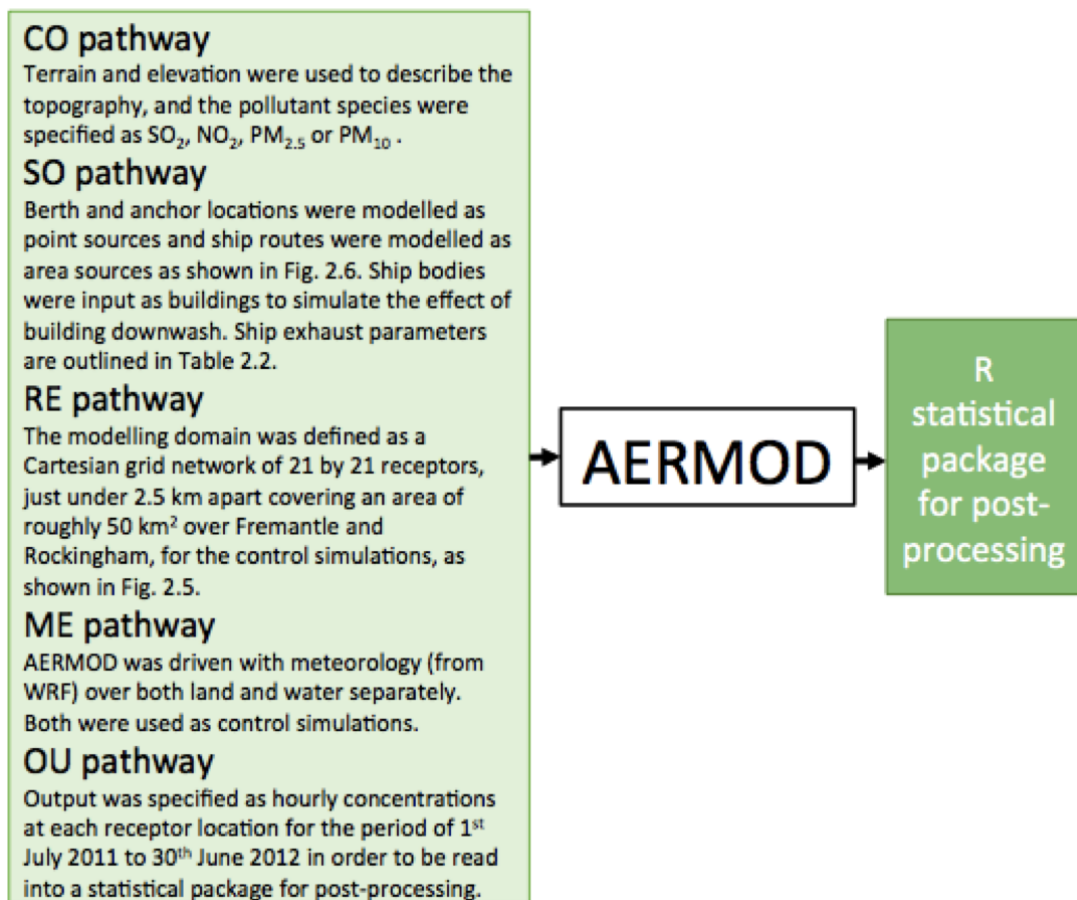 CO pathway
Terrain and elevation were used to describe the
topography, and the pollutant species were
specified as SO₂, NO₂, PM₂.₅ or PM₁₀ .
SO pathway
Berth and anchor locations were modelled as
point sources and ship routes were modelled as
area sources as shown in Fig. 2.6. Ship bodies
were input as buildings to simulate the effect of
building downwash. Ship exhaust parameters
are outlined in Table 2.2.
RE pathway
The modelling domain was defined as a
Cartesian grid network of 21 by 21 receptors,
just under 2.5 km apart covering an area of
roughly 50 km² over Fremantle and
Rockingham, for the control simulations, as
shown in Fig. 2.5.
ME pathway
AERMOD was driven with meteorology (from
WRF) over both land and water separately.
Both were used as control simulations.
OU pathway
Output was specified as hourly concentrations
at each receptor location for the period of 1st
July 2011 to 30th June 2012 in order to be read
into a statistical package for post-processing.
AERMOD
R
statistical
package
for post-
processing